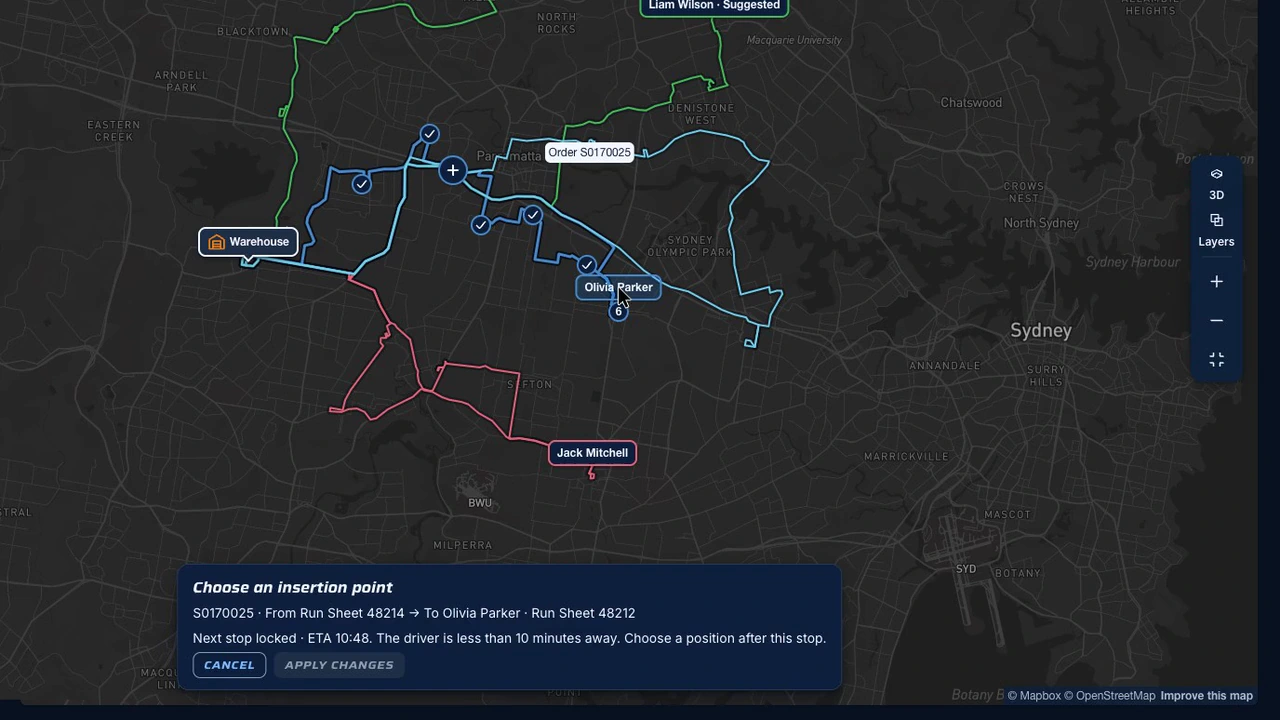 Liam Wilson · Suggested
NORTH
ROCKS
BLACKTOWN
HEIGHTS
Macquarie University
ARNDELL
PARK
Chatswood
DENISTONE
WEST
EASTERN
CREEK
Order S0170025
3D
CROWS
NEST
North Sydney
Layers
Warehouse
SYDNEY
OLYMPIC PARK
Sydney Harbour
Olivia Parker
6
Sydney
ANNANDALE
SURRY
HILLS
SEFTON
Jack Mitchell
MARRICKVILLE
BWU
MASCOT
MILPERRA
SYD
BOTANY
Choose an insertion point
S0170025 · From Run Sheet 48214 → To Olivia Parker · Run Sheet 48212
Next stop locked · ETA 10:48. The driver is less than 10 minutes away. Choose a position after this stop.
CANCEL
APPLY CHANGES
POINT
© Mapbox © OpenStreetMap Improve this map